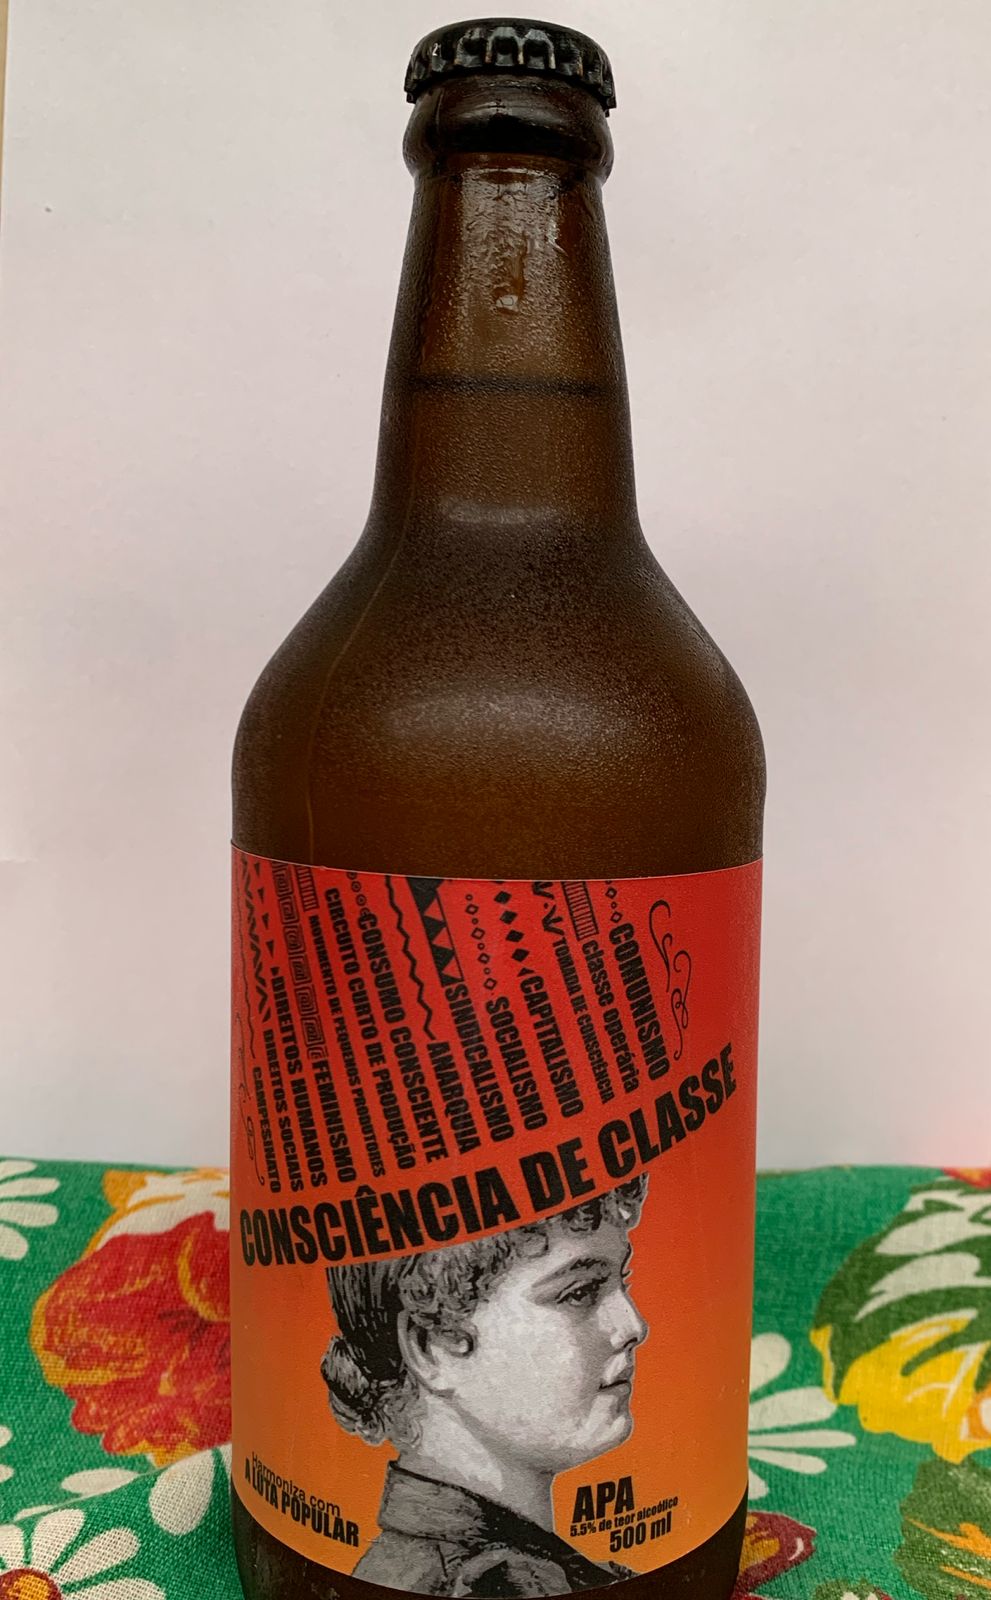 CAMPESINATO
DIREITOS SOCIAIS
DIREITOS HUMANOS
FEMINISMO
MOVIMENTO DE PEQUENOS PRODUTORES
CIRCUITO CURTO DE PRODUÇÃO
CONSUMO CONSCIENTE
ANARQUIA
SINDICALISMO
SOCIALISMO
CAPITALISMO
TOMADA DE CONSCIÊNCIA
classe operária
COMUNISMO
CONSCIÊNCIA DE CLASSE
Harmoniza com
A LUTA POPULAR
APA
5.5% de teor alcoólico
500 ml